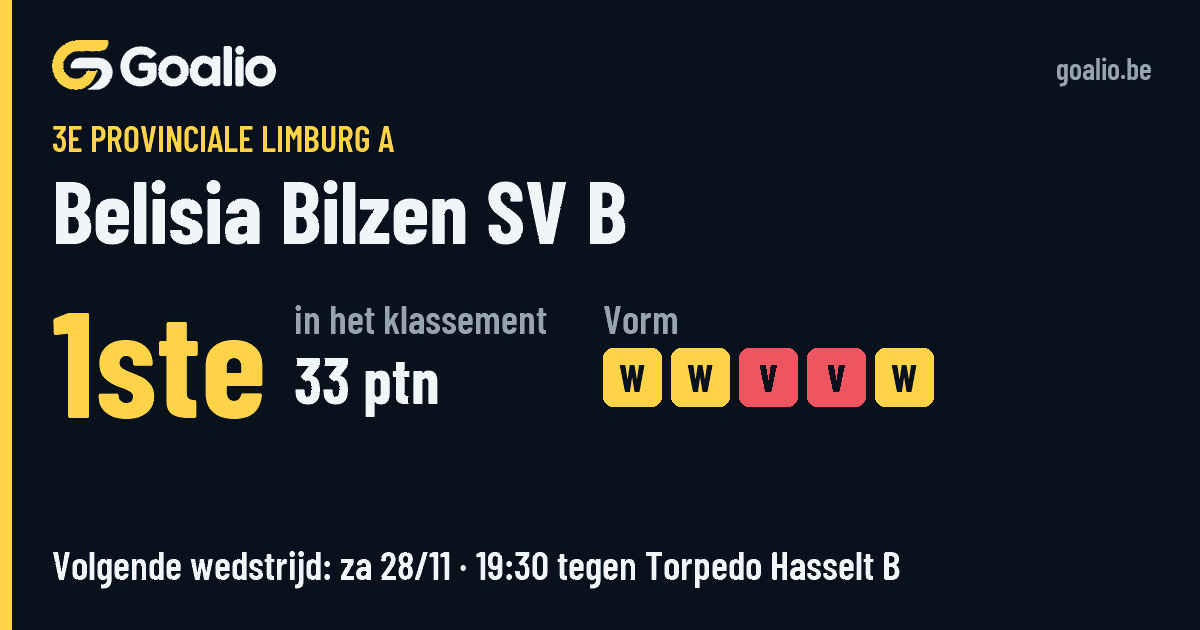 Goalio
goalio.be
3E PROVINCIALE LIMBURG A
Belisia Bilzen SV B
1ste
in het klassement
33 ptn
Vorm
W W V V W
Volgende wedstrijd: za 28/11 · 19:30 tegen Torpedo Hasselt B